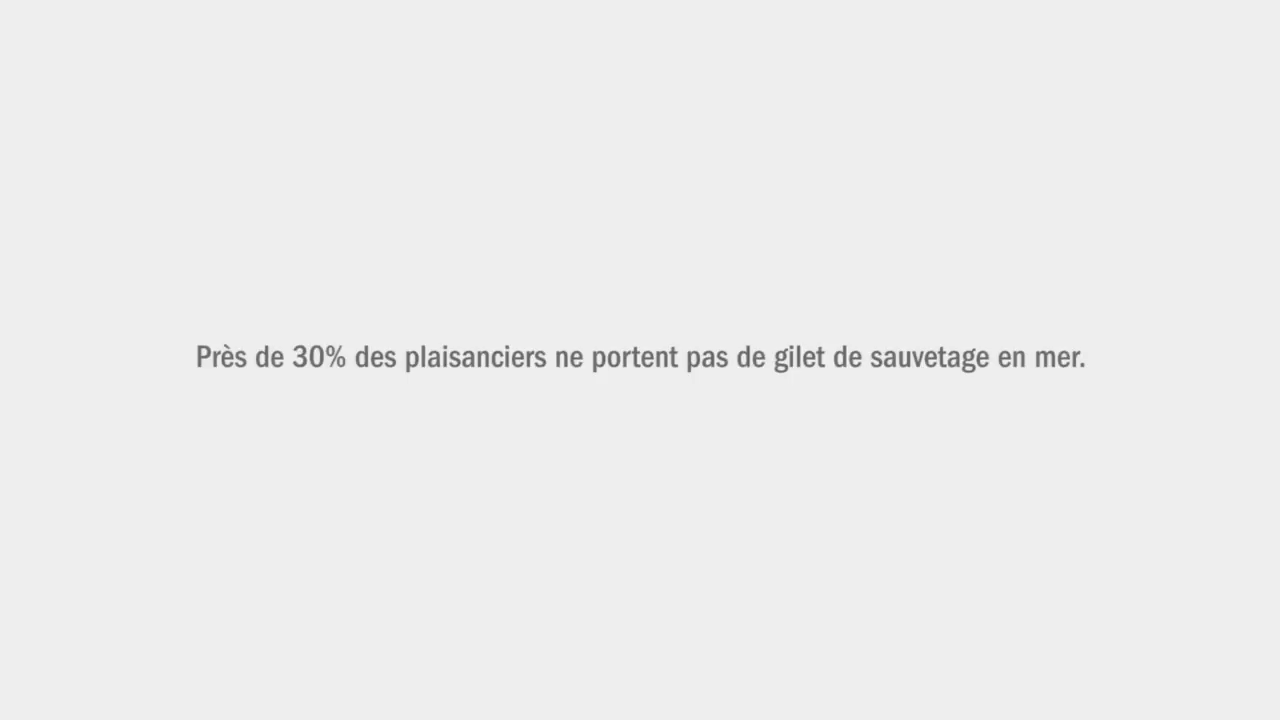 Près de 30% des plaisanciers ne portent pas de gilet de sauvetage en mer.